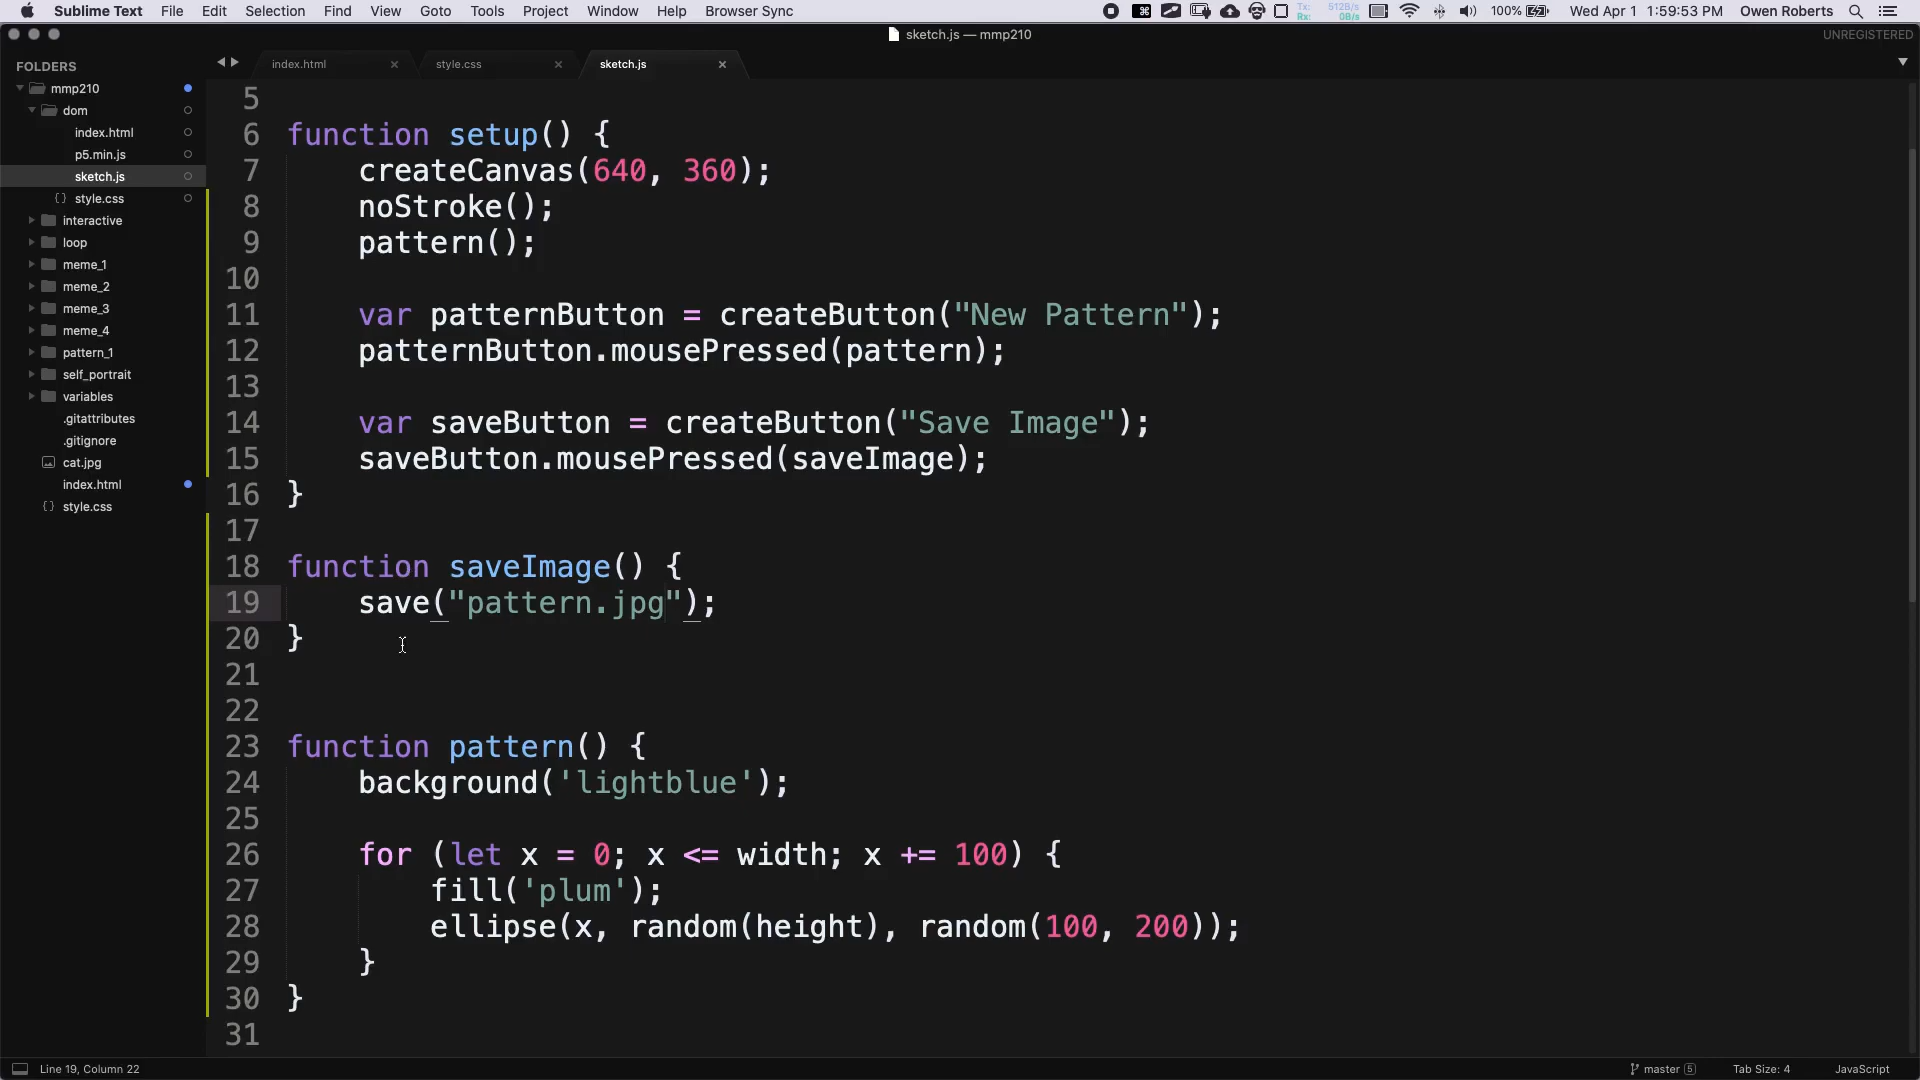 Sublime Text File Edit Selection Find View Goto Tools Project Window Help Browser Sync
Tx: 512B/s
Rx: 0B/s
100% Wed Apr 1 1:59:53 PM Owen Roberts
sketch.js — mmp210
UNREGISTERED
FOLDERS
mmp210
dom
index.html
p5.min.js
sketch.js
{} style.css
interactive
loop
meme_1
meme_2
meme_3
meme_4
pattern_1
self_portrait
variables
.gitattributes
.gitignore
cat.jpg
index.html
{} style.css
index.html
style.css
sketch.js
5
6 function setup() {
7 createCanvas(640, 360);
8 noStroke();
9 pattern();
10
11 var patternButton = createButton("New Pattern");
12 patternButton.mousePressed(pattern);
13
14 var saveButton = createButton("Save Image");
15 saveButton.mousePressed(saveImage);
16 }
17
18 function saveImage() {
19 save("pattern.jpg");
20 }
21
22
23 function pattern() {
24 background('lightblue');
25
26 for (let x = 0; x <= width; x += 100) {
27 fill('plum');
28 ellipse(x, random(height), random(100, 200));
29 }
30 }
31
Line 19, Column 22
master 5
Tab Size: 4
JavaScript